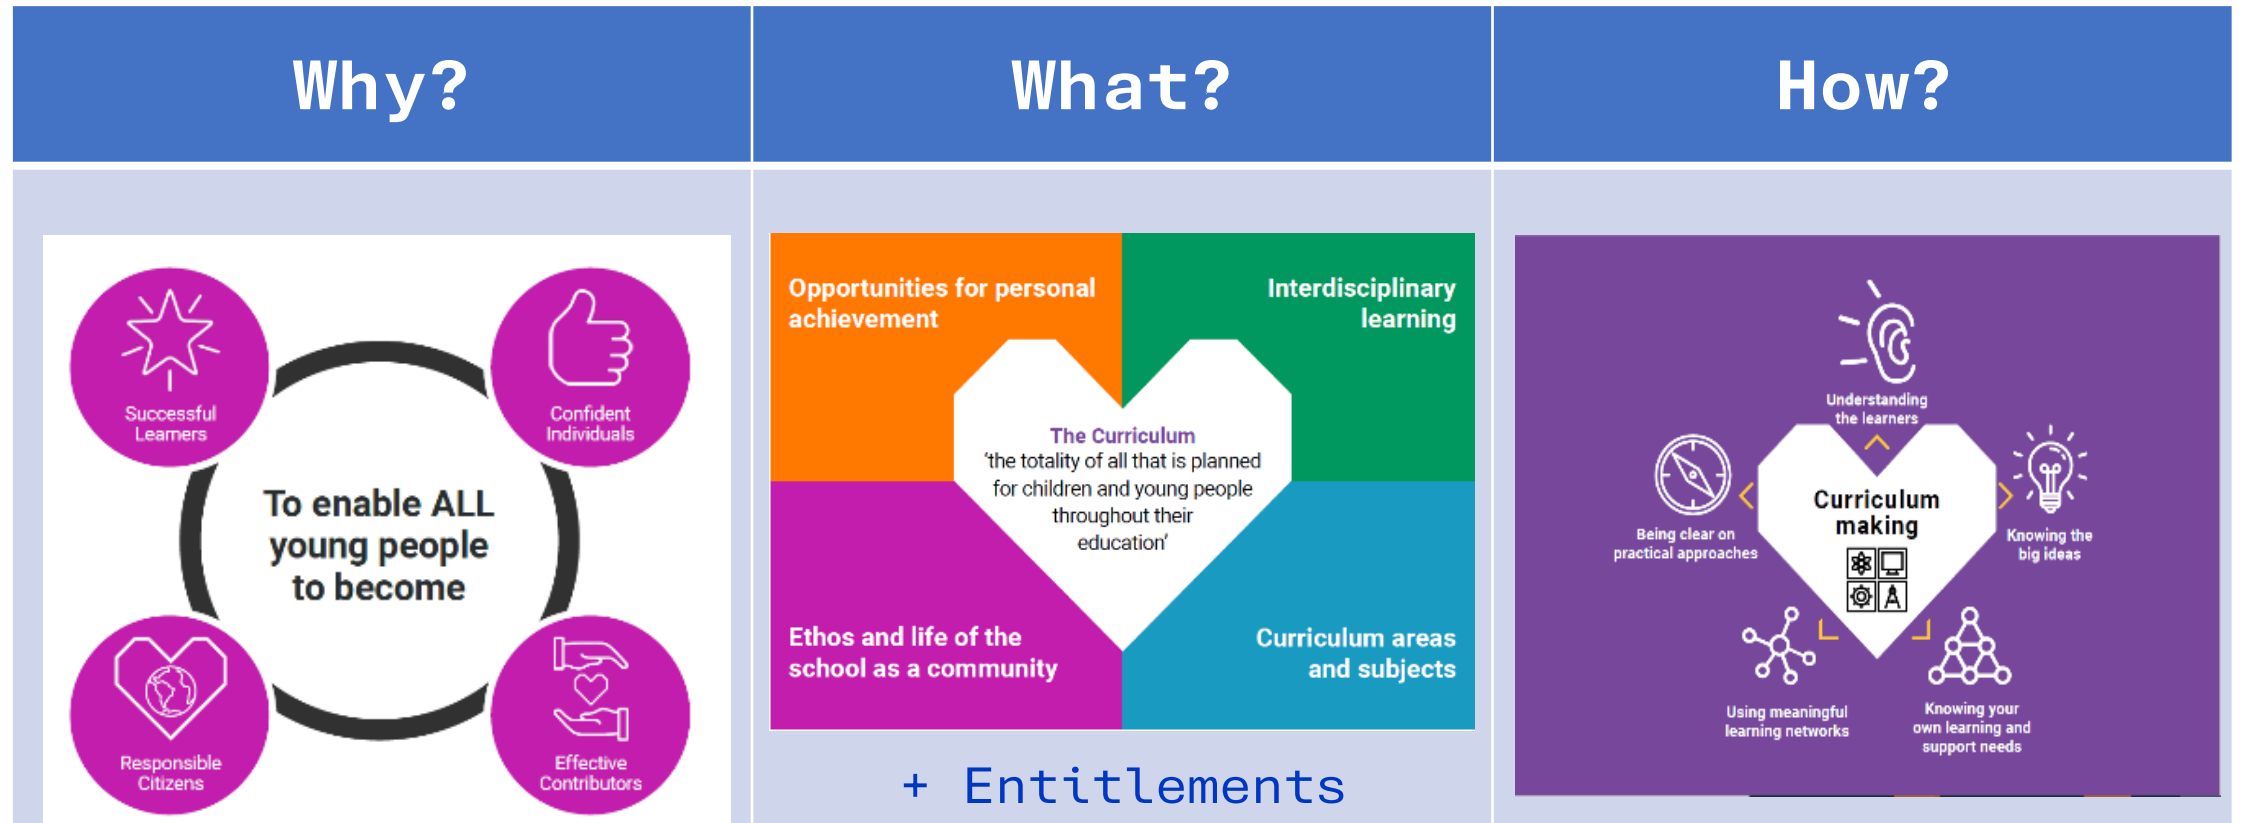 Why?
What?
How?
Successful
Learners
Confident
Individuals
To enable ALL
young people
to become
Responsible
Citizens
Effective
Contributors
Opportunities for personal
achievement
Interdisciplinary
learning
The Curriculum
'the totality of all that is planned
for children and young people
throughout their
education'
Ethos and life of the
school as a community
Curriculum areas
and subjects
+ Entitlements
Understanding
the learners
Being clear on
practical approaches
Curriculum
making
Knowing the
big ideas
Using meaningful
learning networks
Knowing your
own learning and
support needs